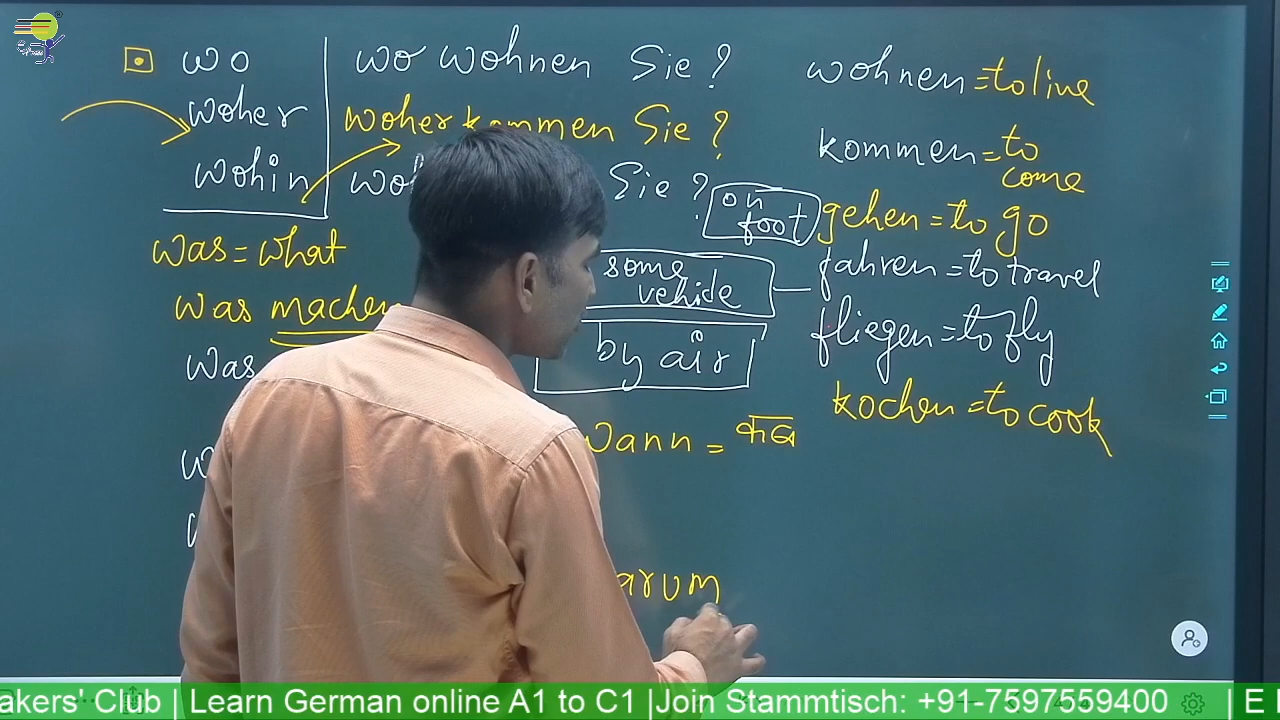 wo
woher
wohin
wo wohnen Sie ?
woher kommen Sie ?
Sie ?
wohnen = to live
kommen = to
come
on
foot
gehen = to go
some
vehicle
fahren = to travel
by air
fliegen = to fly
kochen = to cook
was = what
was machen
was
wann = कब
arum
akers' Club | Learn German online A1 to C1 |Join Stammtisch: +91-7597559400 | E